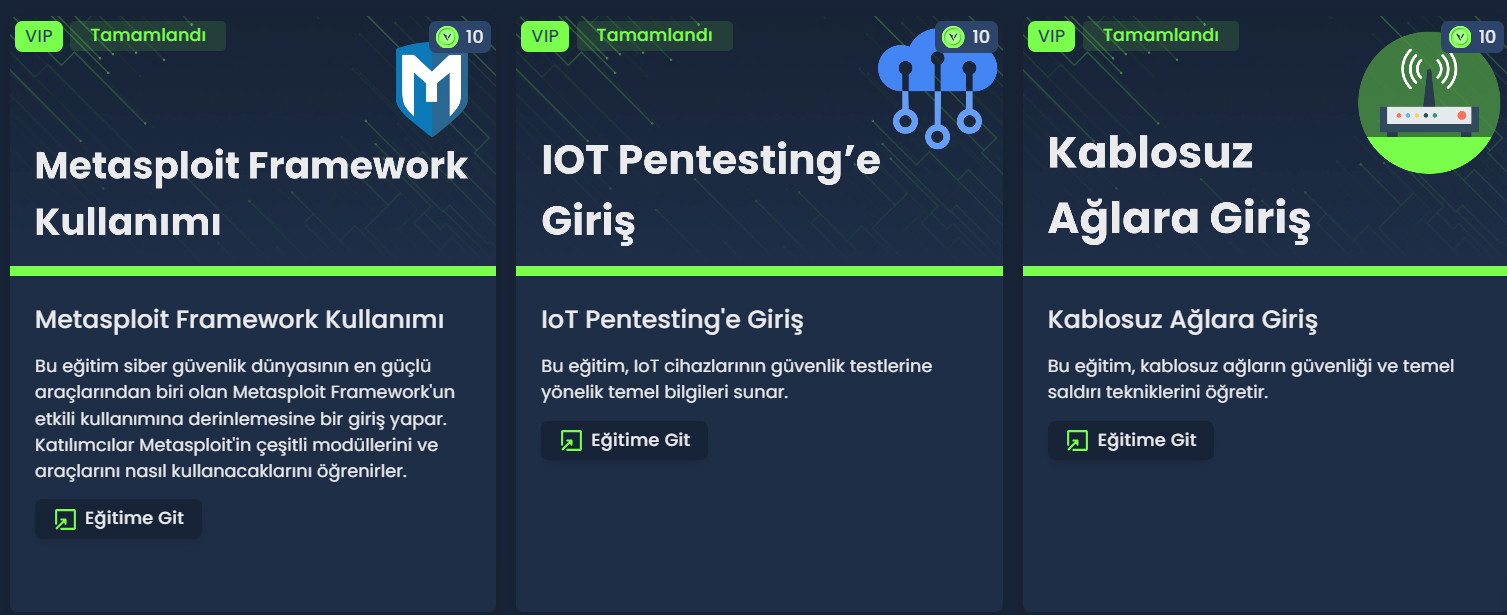 VIP
Tamamlandı
10
Metasploit Framework
Kullanımı
Metasploit Framework Kullanımı
Bu eğitim siber güvenlik dünyasının en güçlü
araçlarından biri olan Metasploit Framework'un
etkili kullanımına derinlemesine bir giriş yapar.
Katılımcılar Metasploit'in çeşitli modüllerini ve
araçlarını nasıl kullanacaklarını öğrenirler.
Eğitime Git
VIP
Tamamlandı
10
IOT Pentesting’e
Giriş
IoT Pentesting'e Giriş
Bu eğitim, IoT cihazlarının güvenlik testlerine
yönelik temel bilgileri sunar.
Eğitime Git
VIP
Tamamlandı
10
Kablosuz
Ağlara Giriş
Kablosuz Ağlara Giriş
Bu eğitim, kablosuz ağların güvenliği ve temel
saldırı tekniklerini öğretir.
Eğitime Git